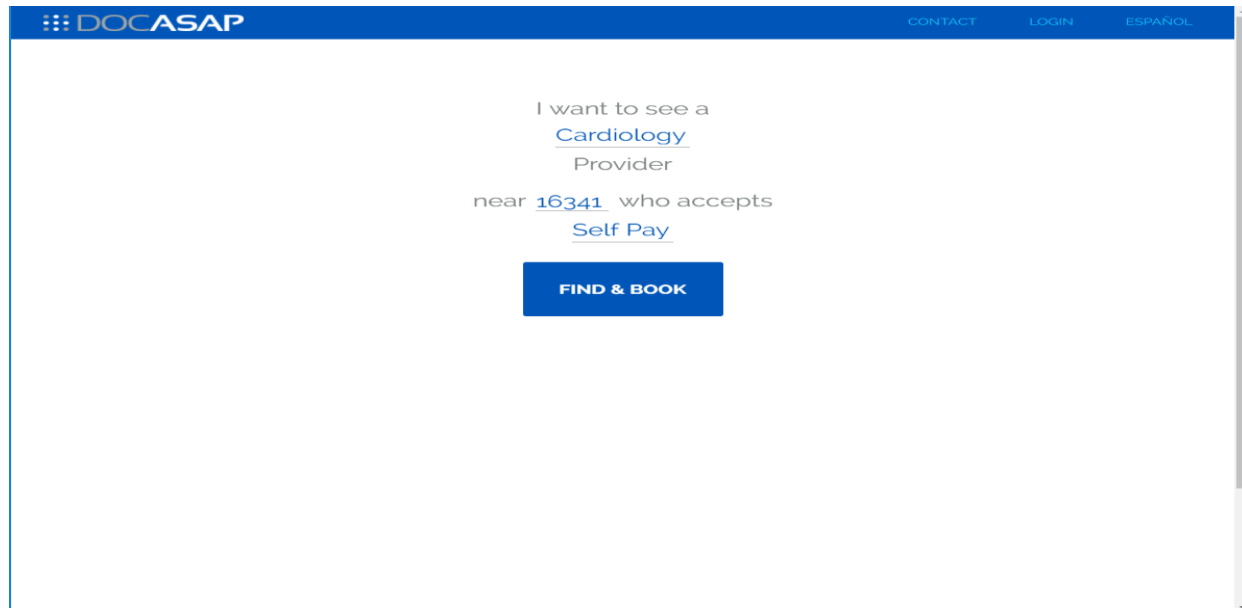 DOCASAP
CONTACT LOGIN ESPAÑOL
I want to see a
Cardiology
Provider
near 16341 who accepts
Self Pay
FIND & BOOK